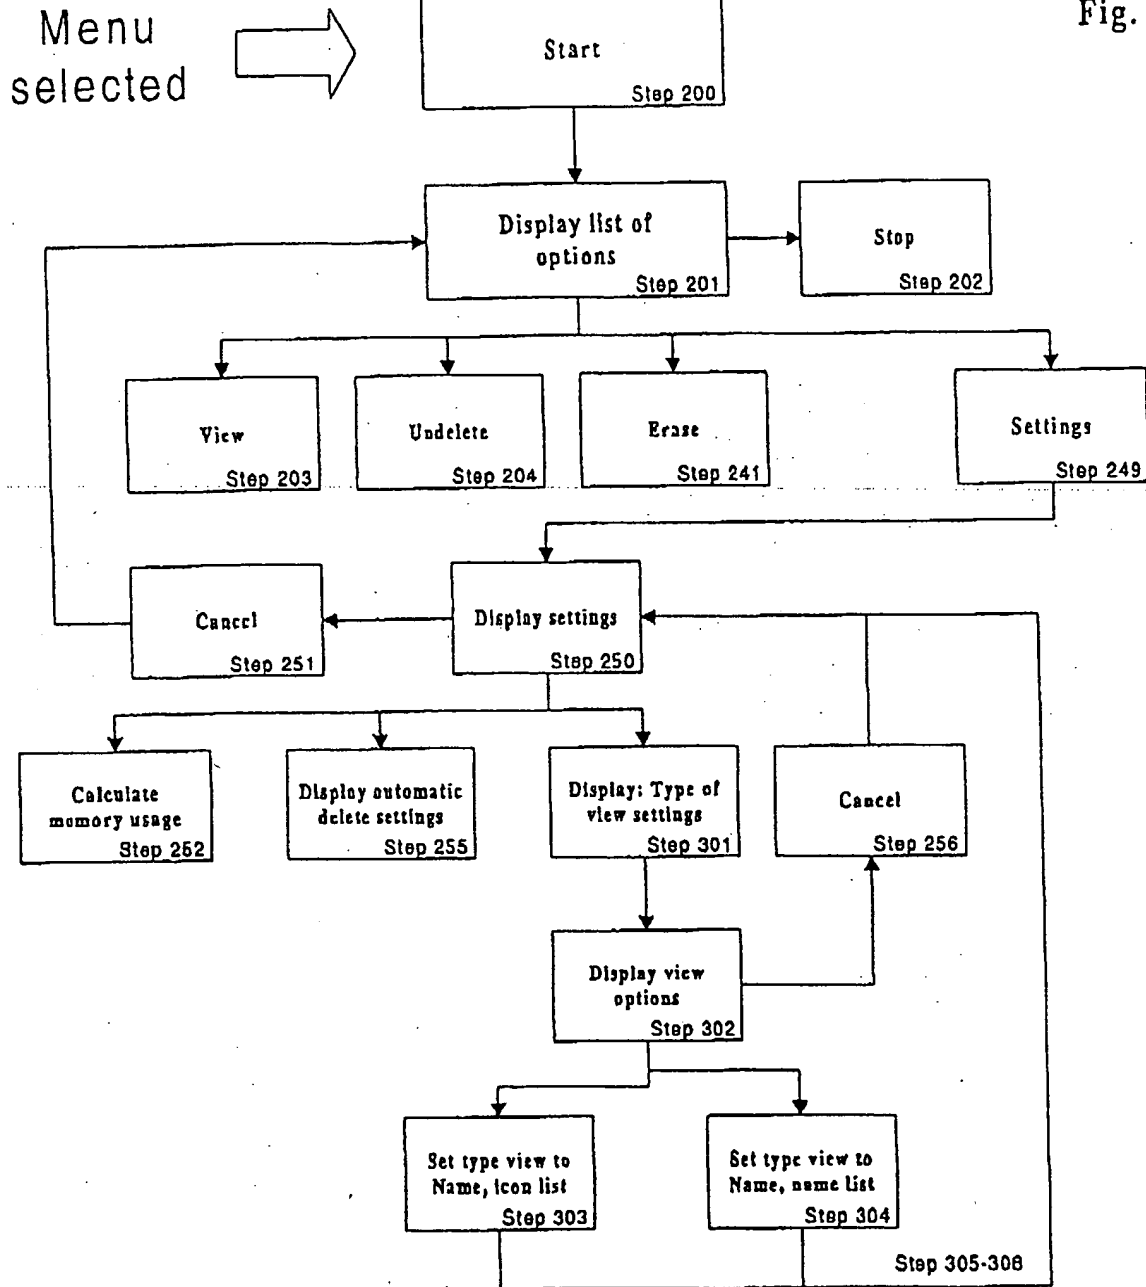 Menu
selected
Fig.
Start
Step 200
Display list of
options
Step 201
Stop
Step 202
View
Step 203
Undelete
Step 204
Erase
Step 241
Settings
Step 249
Cancel
Step 251
Display settings
Step 250
Calculate
memory usage
Step 252
Display automatic
delete settings
Step 255
Display: Type of
view settings
Step 301
Cancel
Step 256
Display view
options
Step 302
Set type view to
Name, icon list
Step 303
Set type view to
Name, name list
Step 304
Step 305-308